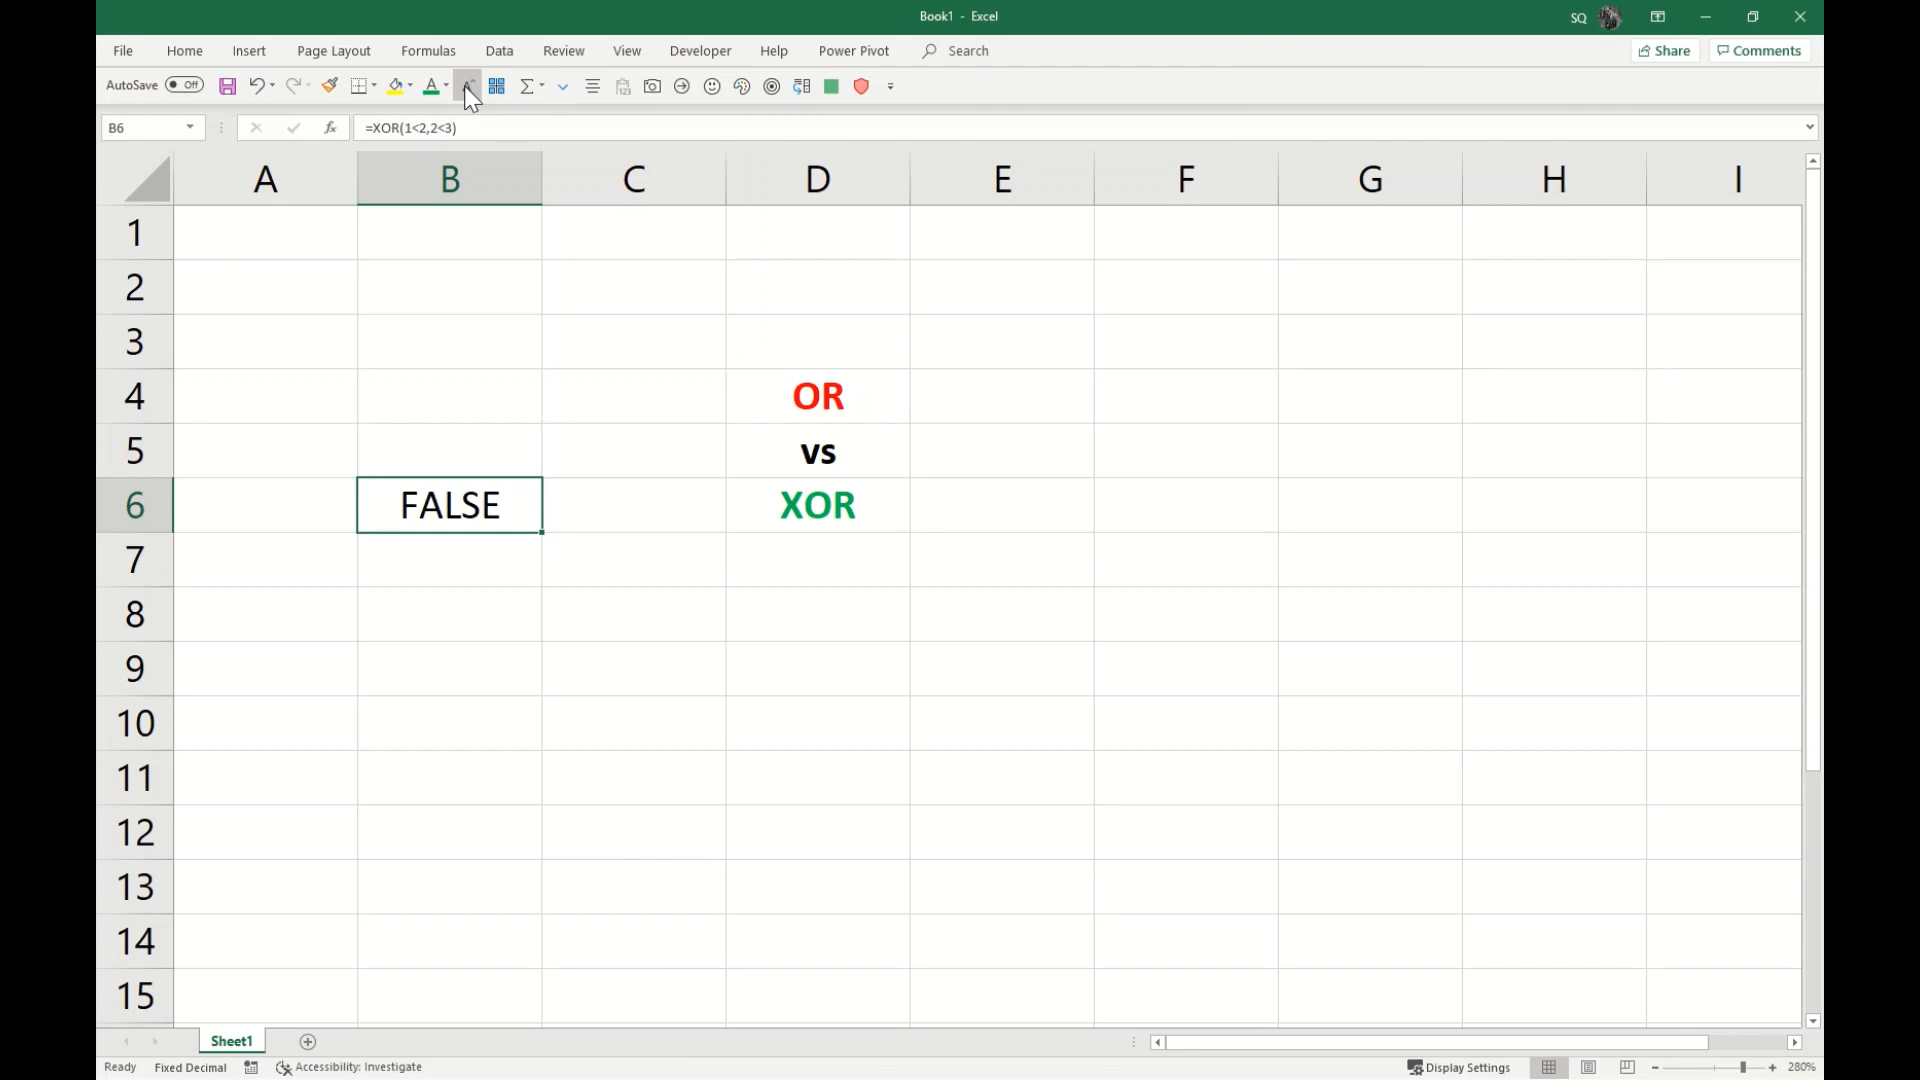 Book1 - Excel
SQ
File Home Insert Page Layout Formulas Data Review View Developer Help Power Pivot Search Share Comments
AutoSave Off
B6 fx =XOR(1<2,2<3)
A B C D E F G H I
1
2
3
4 OR
5 vs
6 FALSE XOR
7
8
9
10
11
12
13
14
15
Sheet1
Ready Fixed Decimal Accessibility: Investigate Display Settings 280%